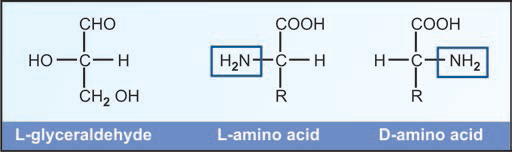 CHO
HO — C — H
CH2 OH
L-glyceraldehyde
COOH
H2N — C — H
R
L-amino acid
COOH
H — C — NH2
R
D-amino acid